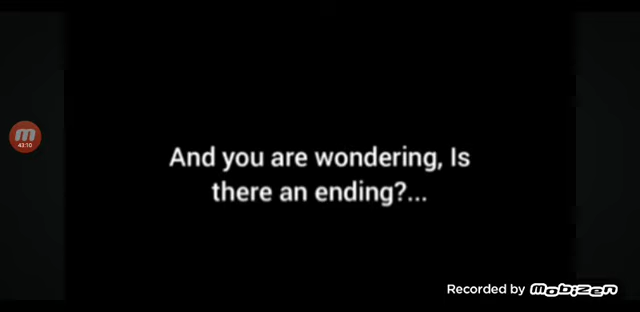 And you are wondering, Is
there an ending?...
m
43:10
Recorded by mobizen